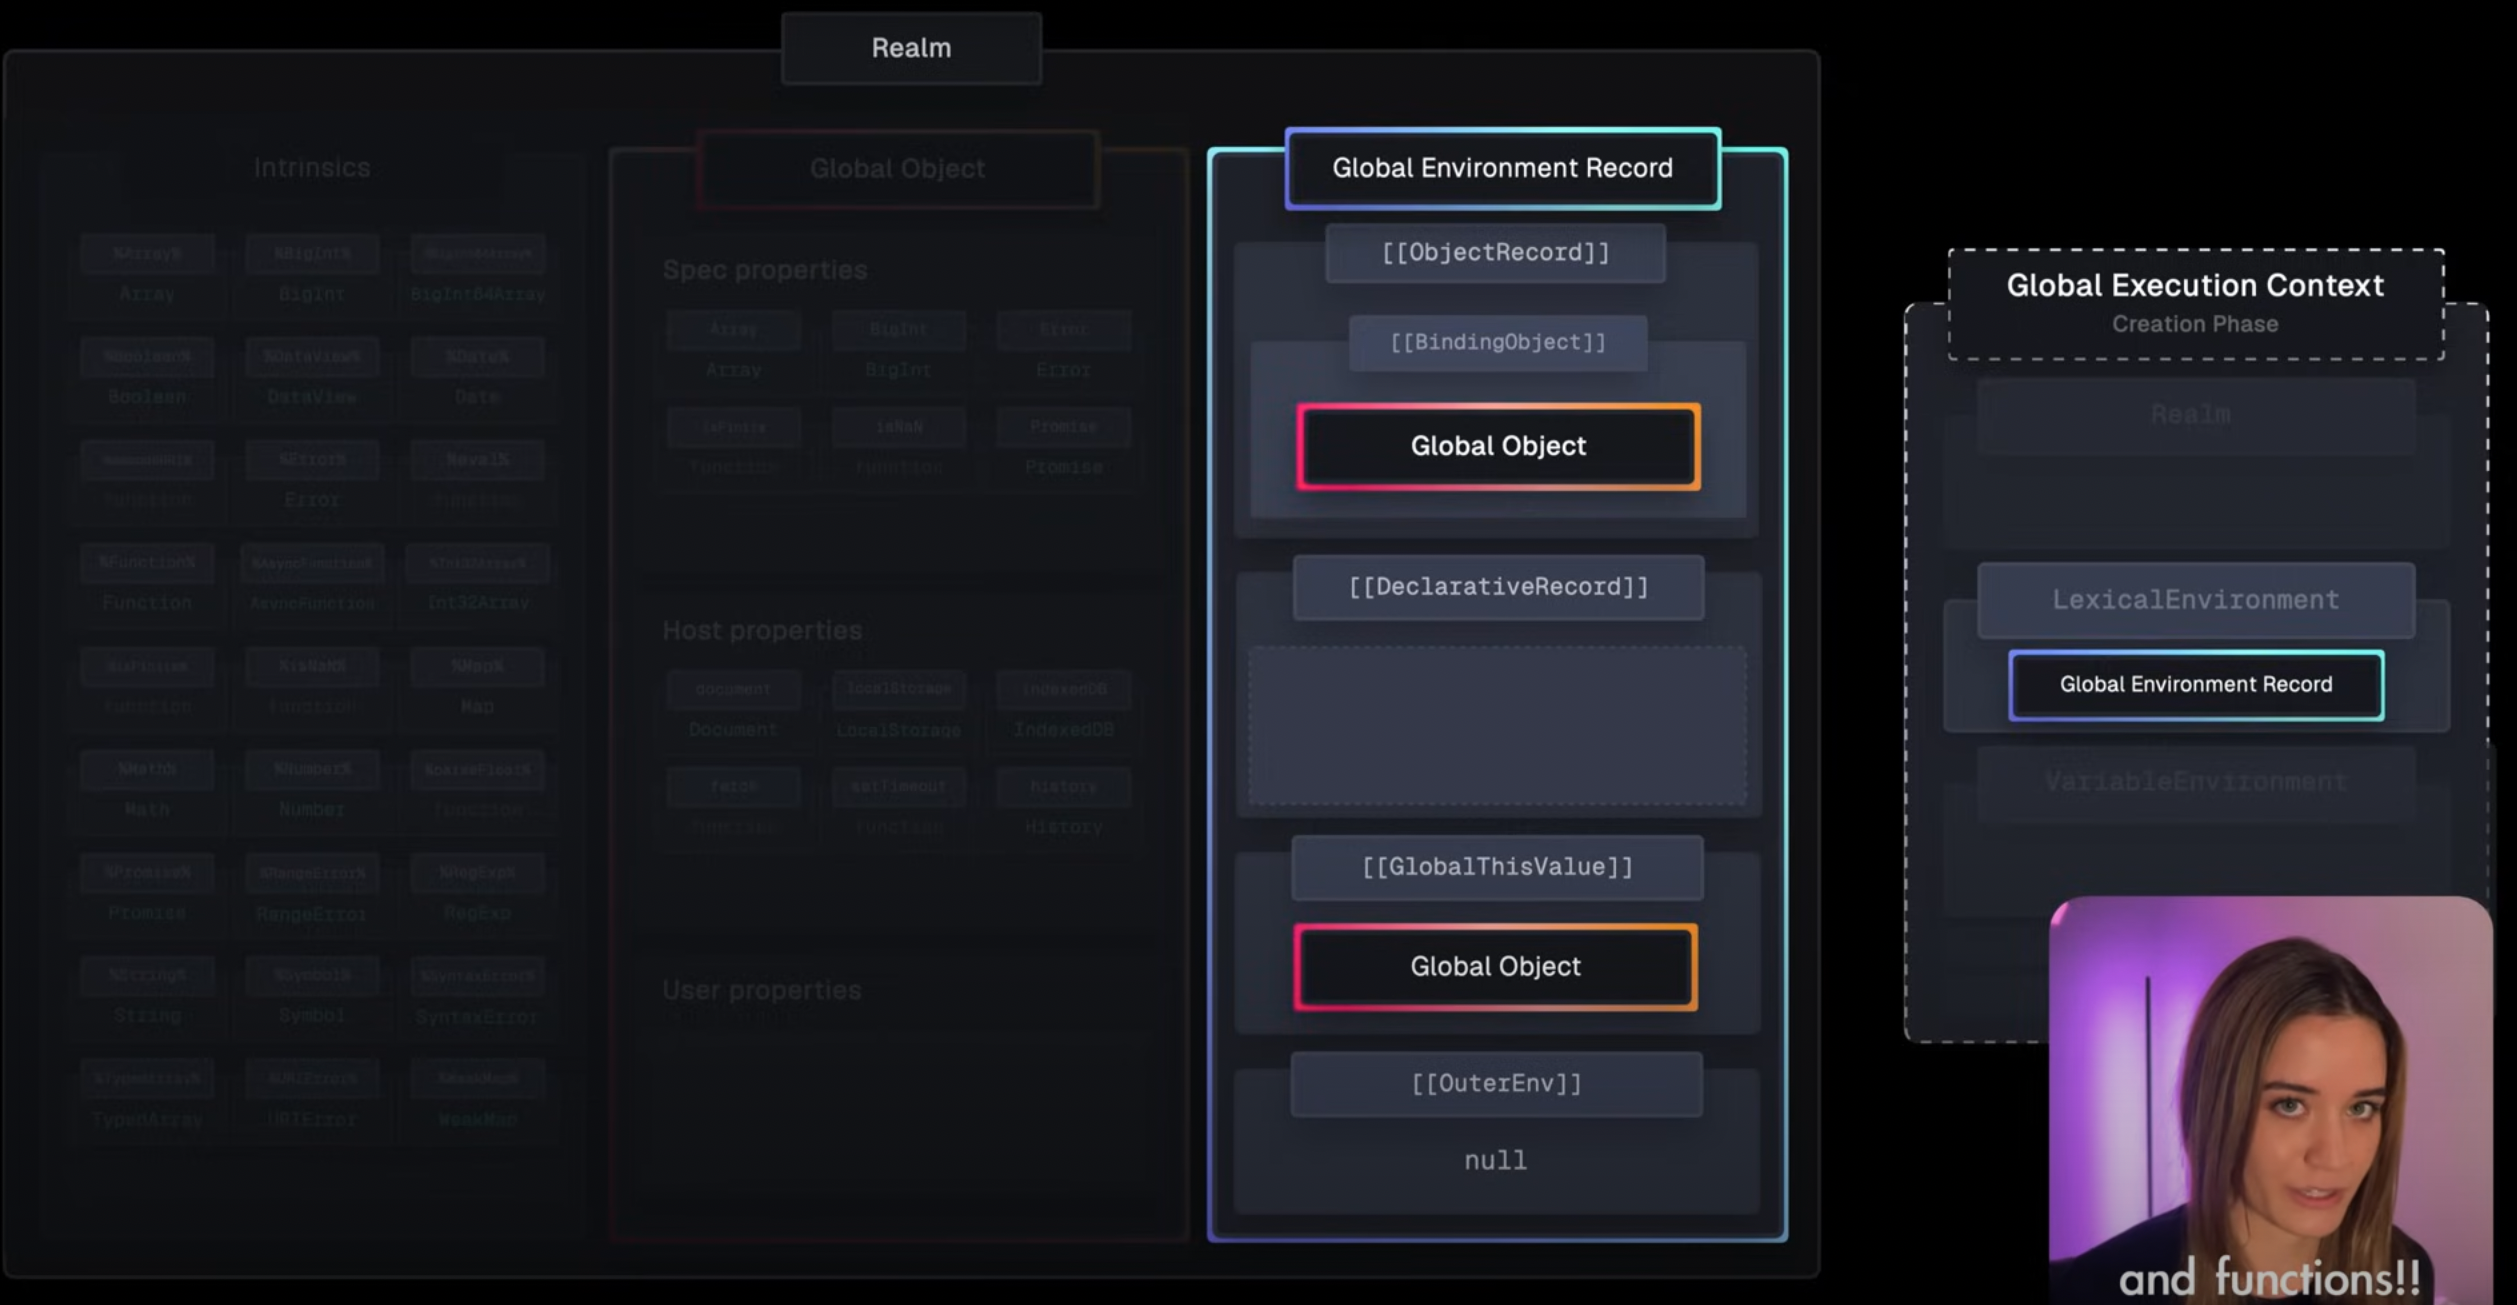 Realm
Intrinsics
%Array%
Array
%BigInt%
BigInt
BigInt64Array
%Boolean%
Boolean
%DataView%
DataView
%Date%
Date
function
%Error%
Error
%eval%
function
%Function%
Function
%AsyncFunction%
AsyncFunction
%Int32Array%
Int32Array
%isFinite%
function
%isNaN%
function
%Map%
Map
%Math%
Math
%Number%
Number
%parseFloat%
function
%Promise%
Promise
%RangeError%
RangeError
%RegExp%
RegExp
%String%
String
%Symbol%
Symbol
%SyntaxError%
SyntaxError
%TypedArray%
TypedArray
%URIError%
URIError
%WeakMap%
WeakMap
Global Object
Spec properties
Array
Array
BigInt
BigInt
Error
Error
isFinite
function
isNaN
function
Promise
Promise
Host properties
document
Document
localStorage
LocalStorage
indexedDB
IndexedDB
fetch
function
setTimeout
function
history
History
User properties
Global Environment Record
[[ObjectRecord]]
[[BindingObject]]
Global Object
[[DeclarativeRecord]]
[[GlobalThisValue]]
Global Object
[[OuterEnv]]
null
Global Execution Context
Creation Phase
Realm
LexicalEnvironment
Global Environment Record
VariableEnvironment
and functions!!